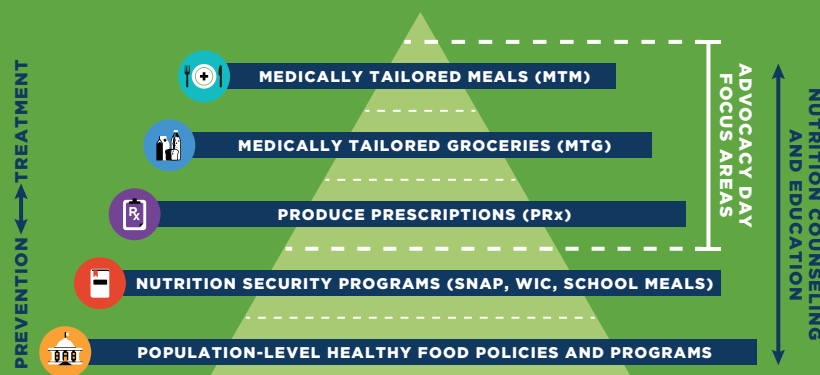 MEDICALLY TAILORED MEALS (MTM)
MEDICALLY TAILORED GROCERIES (MTG)
PRODUCE PRESCRIPTIONS (PRx)
NUTRITION SECURITY PROGRAMS (SNAP, WIC, SCHOOL MEALS)
POPULATION-LEVEL HEALTHY FOOD POLICIES AND PROGRAMS
PREVENTION
TREATMENT
ADVOCACY DAY
FOCUS AREAS
NUTRITION COUNSELING
AND EDUCATION
Rx